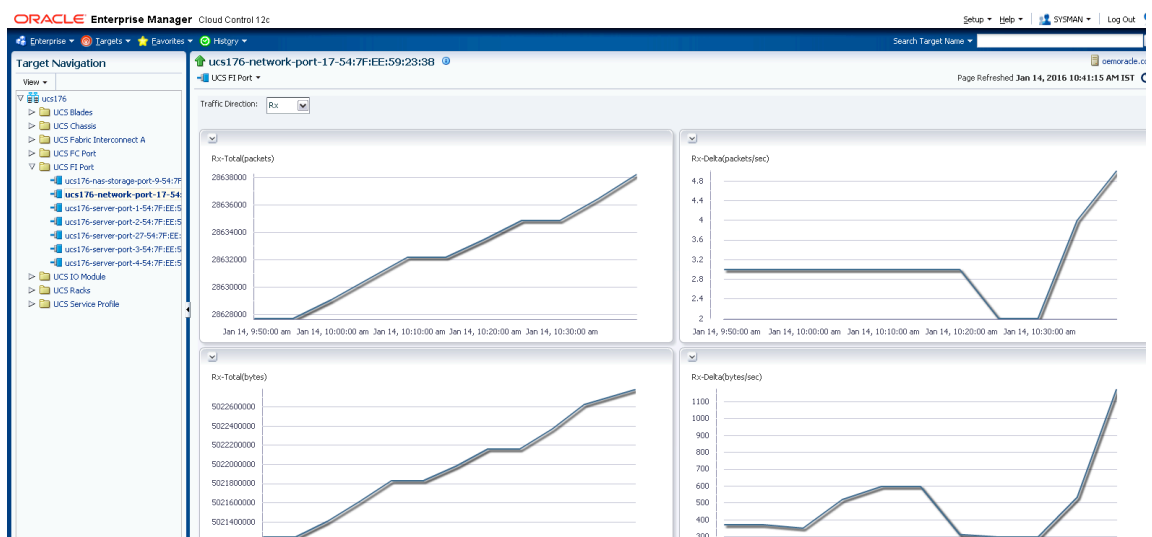 ORACLE Enterprise Manager Cloud Control 12c
Setup Help SYSMAN Log Out
Enterprise Targets Favorites History
Search Target Name
Target Navigation
View
ucs176
UCS Blades
UCS Chassis
UCS Fabric Interconnect A
UCS FC Port
UCS FI Port
ucs176-nas-storage-port-9-54:7F
ucs176-network-port-17-54:
ucs176-server-port-1-54:7F:EE:5
ucs176-server-port-2-54:7F:EE:5
ucs176-server-port-27-54:7F:EE:
ucs176-server-port-3-54:7F:EE:5
ucs176-server-port-4-54:7F:EE:5
UCS IO Module
UCS Racks
UCS Service Profile
ucs176-network-port-17-54:7F:EE:59:23:38
UCS FI Port
oemoracle.co
Page Refreshed Jan 14, 2016 10:41:15 AM IST
Traffic Direction: Rx
Rx-Total(packets)
28638000
28636000
28634000
28632000
28630000
28628000
Jan 14, 9:50:00 am Jan 14, 10:00:00 am Jan 14, 10:10:00 am Jan 14, 10:20:00 am Jan 14, 10:30:00 am
Rx-Delta(packets/sec)
4.8
4.4
4
3.6
3.2
2.8
2.4
2
Jan 14, 9:50:00 am Jan 14, 10:00:00 am Jan 14, 10:10:00 am Jan 14, 10:20:00 am Jan 14, 10:30:00 am
Rx-Total(bytes)
5022600000
5022400000
5022200000
5022000000
5021800000
5021600000
5021400000
Rx-Delta(bytes/sec)
1100
1000
900
800
700
600
500
400
300